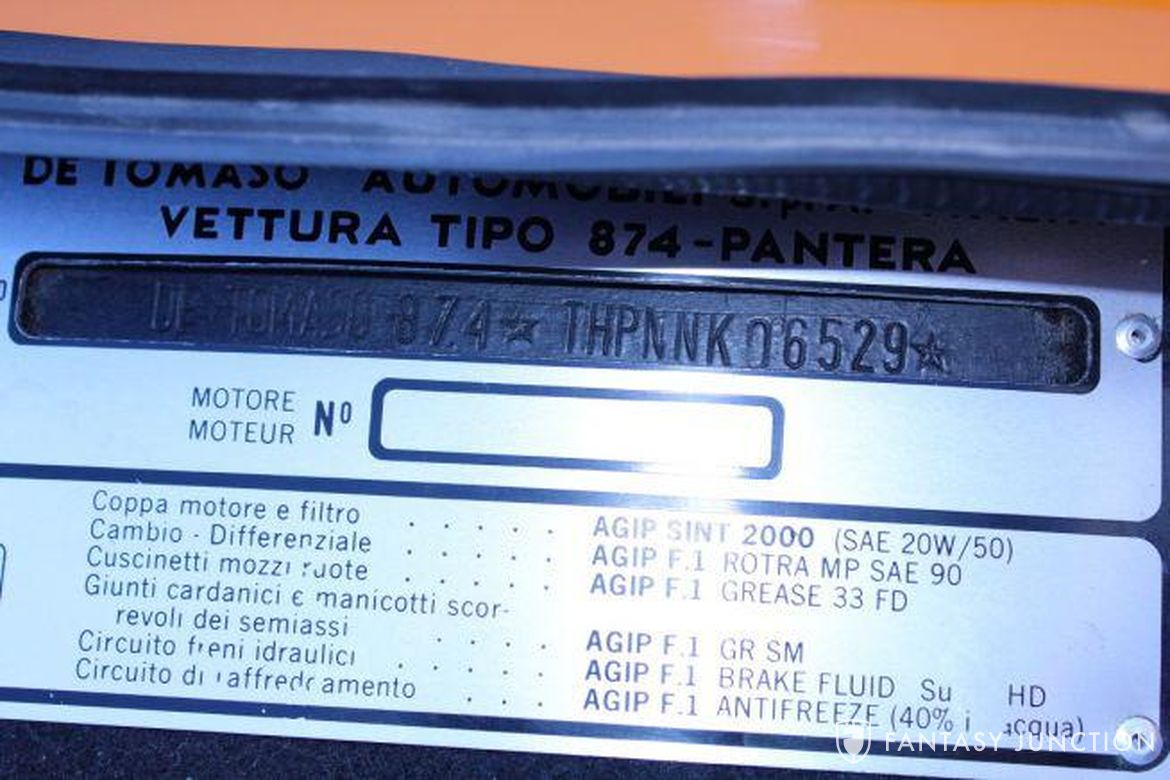 DE TOMASO AUTOMOBILI S.p.A.
VETTURA TIPO 874-PANTERA
DE TOMASO 874★ THPNNK06529★
MOTORE
MOTEUR Nº
Coppa motore e filtro . . . . . AGIP SINT 2000 (SAE 20W/50)
Cambio - Differenziale . . . . . AGIP F.1 ROTRA MP SAE 90
Cuscinetti mozzi ruote . . . . . AGIP F.1 GREASE 33 FD
Giunti cardanici e manicotti scor-
revoli dei semiassi . . . . AGIP F.1 GR SM
Circuito freni idraulici . . . . . AGIP F.1 BRAKE FLUID Su HD
Circuito di raffreddamento . . . AGIP F.1 ANTIFREEZE (40% i acqua)
FANTASY JUNCTION